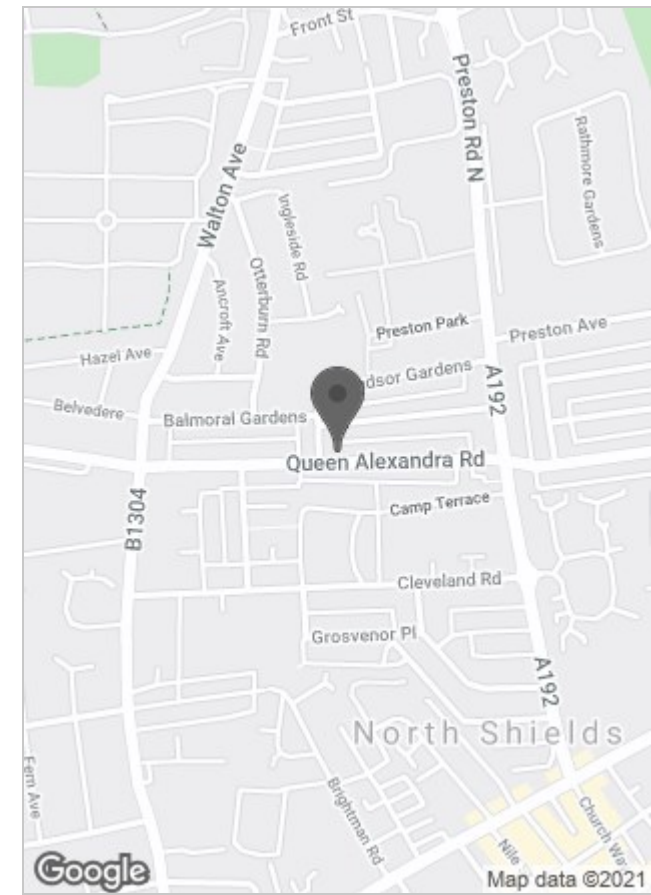 Front St
Preston Rd N
Rathmore Gardens
Walton Ave
Ingleside Rd
Otterburn Rd
Ancroft Ave
Preston Park
Preston Ave
Hazel Ave
dsor Gardens
A192
Belvedere
Balmoral Gardens
Queen Alexandra Rd
Camp Terrace
B1304
Cleveland Rd
Grosvenor Pl
A192
North Shields
Fern Ave
Brightman Rd
Church Wa
Nile
Google
Map data ©2021